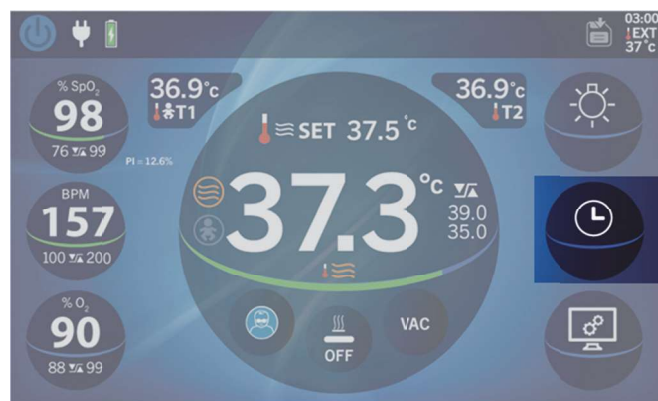 03:00
EXT
37°c
% SpO₂
98
76 99
PI = 12.6%
36.9°c
T1
36.9°c
T2
SET 37.5°c
37.3°c
39.0
35.0
BPM
157
100 200
% O₂
90
88 99
OFF
VAC